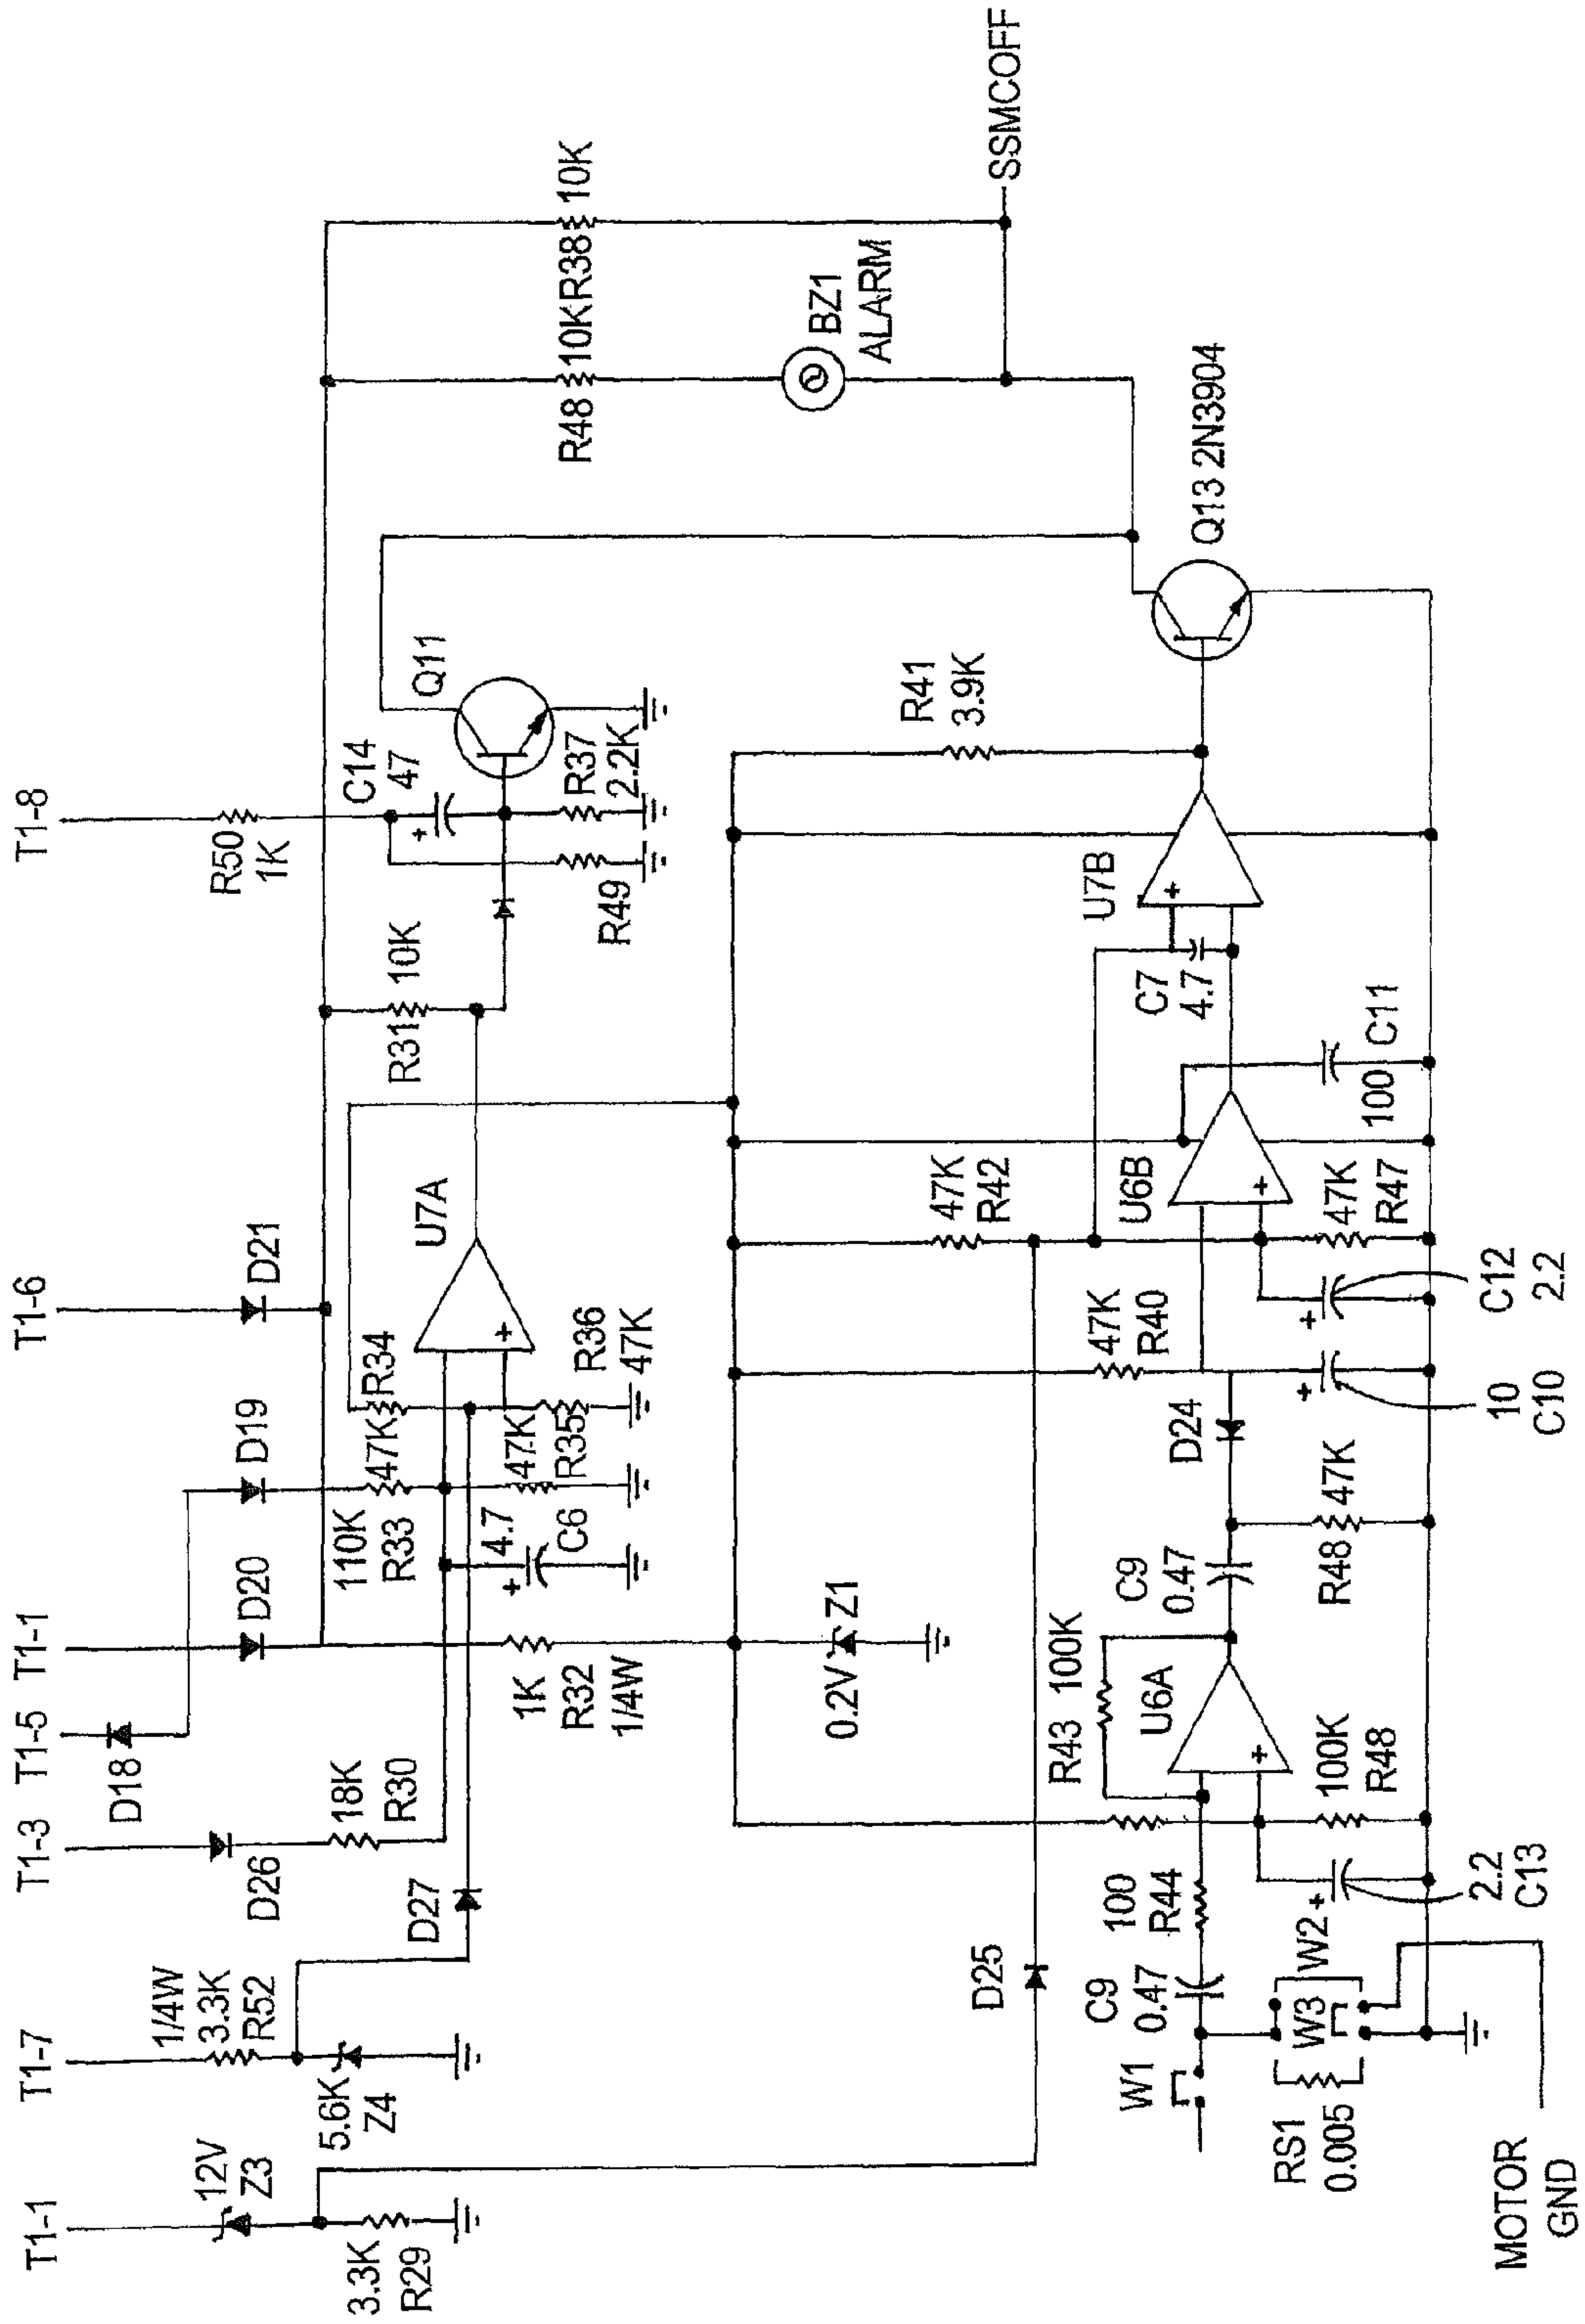 T1-1
12V
Z3
3.3K
R29
T1-7
1/4W
3.3K
R52
5.6K
Z4
T1-3
D26
18K
R30
D27
T1-5
D18
T1-1
D20
D19
110K
R33
47K
R34
4.7
C6
47K
R35
R36
47K
1K
R32
1/4W
0.2V
Z1
T1-6
D21
U7A
R31
10K
T1-8
R50
1K
C14
47
R49
R37
2.2K
Q11
R48
10K
R38
10K
BZ1
ALARM
SSMCOFF
D25
W1
C9
0.47
100
R44
RS1
0.005
W3
W2
MOTOR
GND
2.2
C13
R43
100K
U6A
100K
R48
C9
0.47
R48
47K
D24
47K
R40
10
C10
47K
R42
C12
2.2
U6B
47K
R47
100
C11
C7
4.7
U7B
R41
3.9K
Q13 2N3904